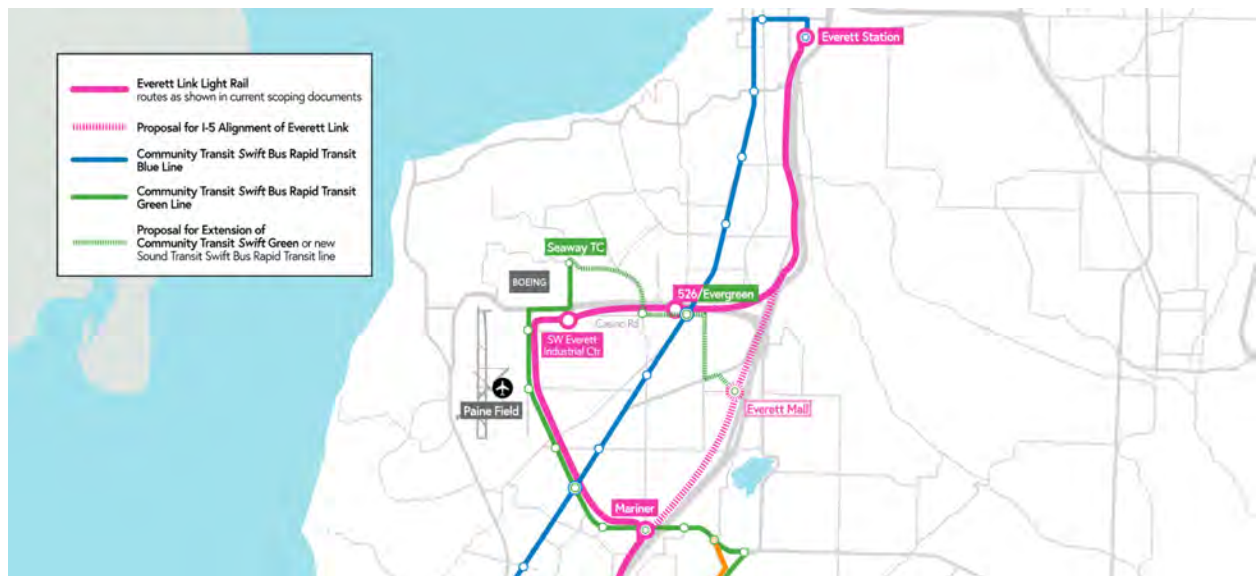 Everett Link Light Rail
routes as shown in current scoping documents
Proposal for I-5 Alignment of Everett Link
Community Transit Swift Bus Rapid Transit
Blue Line
Community Transit Swift Bus Rapid Transit
Green Line
Proposal for Extension of
Community Transit Swift Green or new
Sound Transit Swift Bus Rapid Transit line
Everett Station
Seaway TC
BOEING
526/Evergreen
Casino Rd
SW Everett
Industrial Ctr
Paine Field
Everett Mall
Mariner